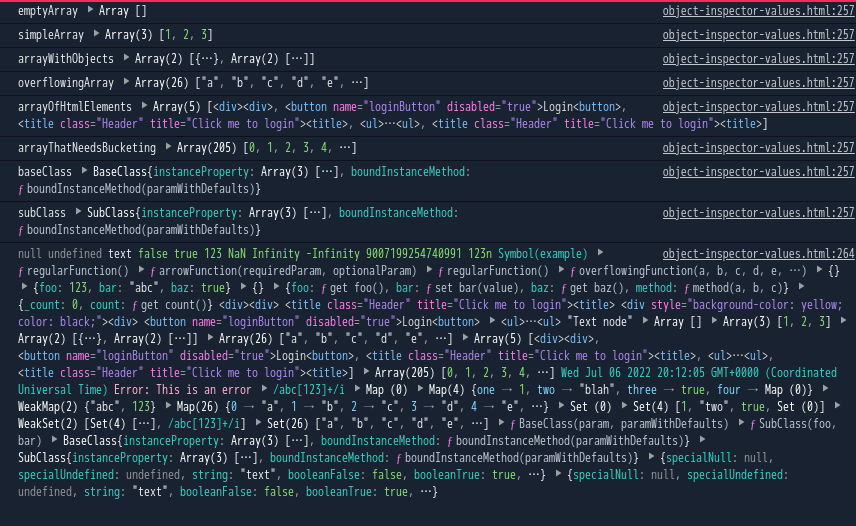 emptyArray ▶ Array [] object-inspector-values.html:257
simpleArray ▶ Array(3) [1, 2, 3] object-inspector-values.html:257
arrayWithObjects ▶ Array(2) [{…}, Array(2) […]] object-inspector-values.html:257
overflowingArray ▶ Array(26) ["a", "b", "c", "d", "e", …] object-inspector-values.html:257
arrayOfHtmlElements ▶ Array(5) [<div><div>, <button name="loginButton" disabled="true">Login<button>, object-inspector-values.html:257
<title class="Header" title="Click me to login"><title>, <ul>…<ul>, <title class="Header" title="Click me to login"><title>]
arrayThatNeedsBucketing ▶ Array(205) [0, 1, 2, 3, 4, …] object-inspector-values.html:257
baseClass ▶ BaseClass{instanceProperty: Array(3) […], boundInstanceMethod: object-inspector-values.html:257
ƒ boundInstanceMethod(paramWithDefaults)}
subClass ▶ SubClass{instanceProperty: Array(3) […], boundInstanceMethod: object-inspector-values.html:257
ƒ boundInstanceMethod(paramWithDefaults)}
null undefined text false true 123 NaN Infinity -Infinity 9007199254740991 123n Symbol(example) ▶ object-inspector-values.html:264
ƒ regularFunction() ▶ ƒ arrowFunction(requiredParam, optionalParam) ▶ ƒ regularFunction() ▶ ƒ overflowingFunction(a, b, c, d, e, …) ▶ {}
▶ {foo: 123, bar: "abc", baz: true} ▶ {} ▶ {foo: ƒ get foo(), bar: ƒ set bar(value), baz: ƒ get baz(), method: ƒ method(a, b, c)} ▶
{_count: 0, count: ƒ get count()} <div><div> <title class="Header" title="Click me to login"><title> <div style="background-color: yellow;
color: black;"><div> <button name="loginButton" disabled="true">Login<button> ▶ <ul>…<ul> "Text node" ▶ Array [] ▶ Array(3) [1, 2, 3] ▶
Array(2) [{…}, Array(2) […]] ▶ Array(26) ["a", "b", "c", "d", "e", …] ▶ Array(5) [<div><div>,
<button name="loginButton" disabled="true">Login<button>, <title class="Header" title="Click me to login"><title>, <ul>…<ul>,
<title class="Header" title="Click me to login"><title>] ▶ Array(205) [0, 1, 2, 3, 4, …] Wed Jul 06 2022 20:12:05 GMT+0000 (Coordinated
Universal Time) Error: This is an error ▶ /abc[123]+/i ▶ Map (0) ▶ Map(4) {one → 1, two → "blah", three → true, four → Map (0)} ▶
WeakMap(2) {"abc", 123} ▶ Map(26) {0 → "a", 1 → "b", 2 → "c", 3 → "d", 4 → "e", …} ▶ Set (0) ▶ Set(4) [1, "two", true, Set (0)] ▶
WeakSet(2) [Set(4) […], /abc[123]+/i] ▶ Set(26) ["a", "b", "c", "d", "e", …] ▶ ƒ BaseClass(param, paramWithDefaults) ▶ ƒ SubClass(foo,
bar) ▶ BaseClass{instanceProperty: Array(3) […], boundInstanceMethod: ƒ boundInstanceMethod(paramWithDefaults)} ▶
SubClass{instanceProperty: Array(3) […], boundInstanceMethod: ƒ boundInstanceMethod(paramWithDefaults)} ▶ {specialNull: null,
specialUndefined: undefined, string: "text", booleanFalse: false, booleanTrue: true, …} ▶ {specialNull: null, specialUndefined:
undefined, string: "text", booleanFalse: false, booleanTrue: true, …}